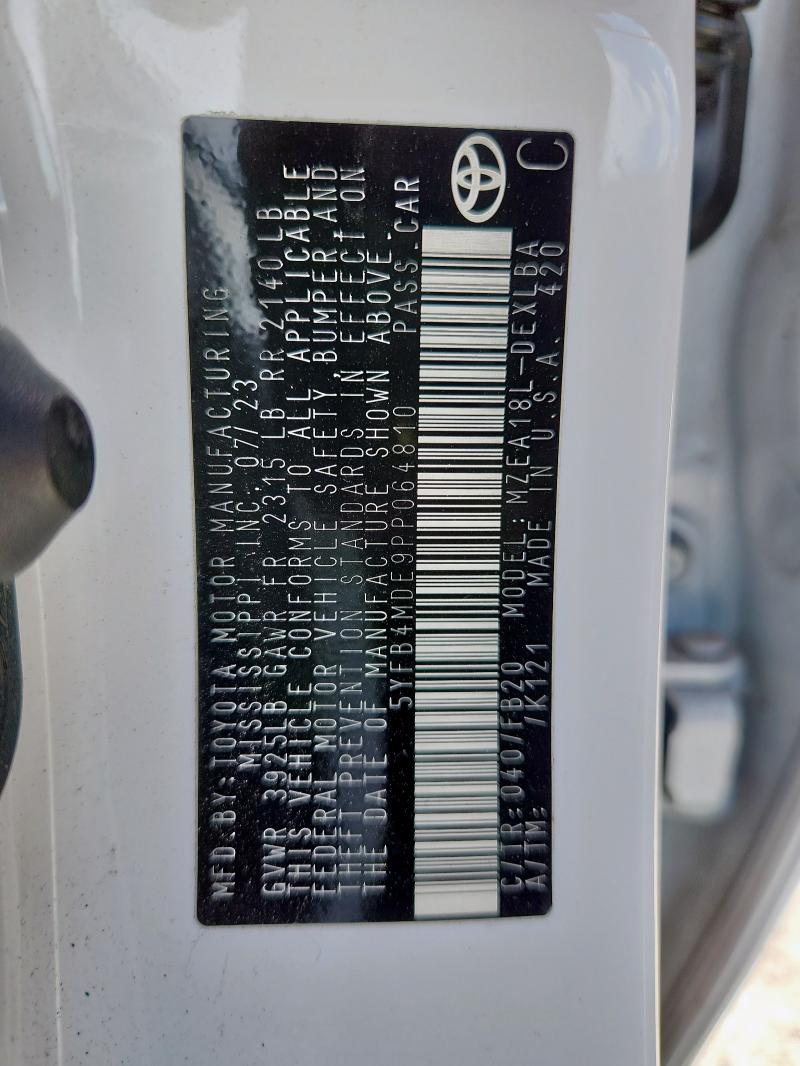 MFD.BY:TOYOTA MOTOR MANUFACTURING
MISSISSIPPI INC. 07/23
GVWR 3925LB GAWR FR 2315 LB RR 2140LB
THIS VEHICLE CONFORMS TO ALL APPLICABLE
FEDERAL MOTOR VEHICLE SAFETY, BUMPER,AND
THEFT PREVENTION STANDARDS IN EFFECT ON
THE DATE OF MANUFACTURE SHOWN ABOVE.
5YFB4MDE9PP064810 PASS.CAR
C/TR: 040/FB20 MODEL: MZEA18L-DEXLBA
A/TM: /K121 MADE IN U.S.A. 420 C